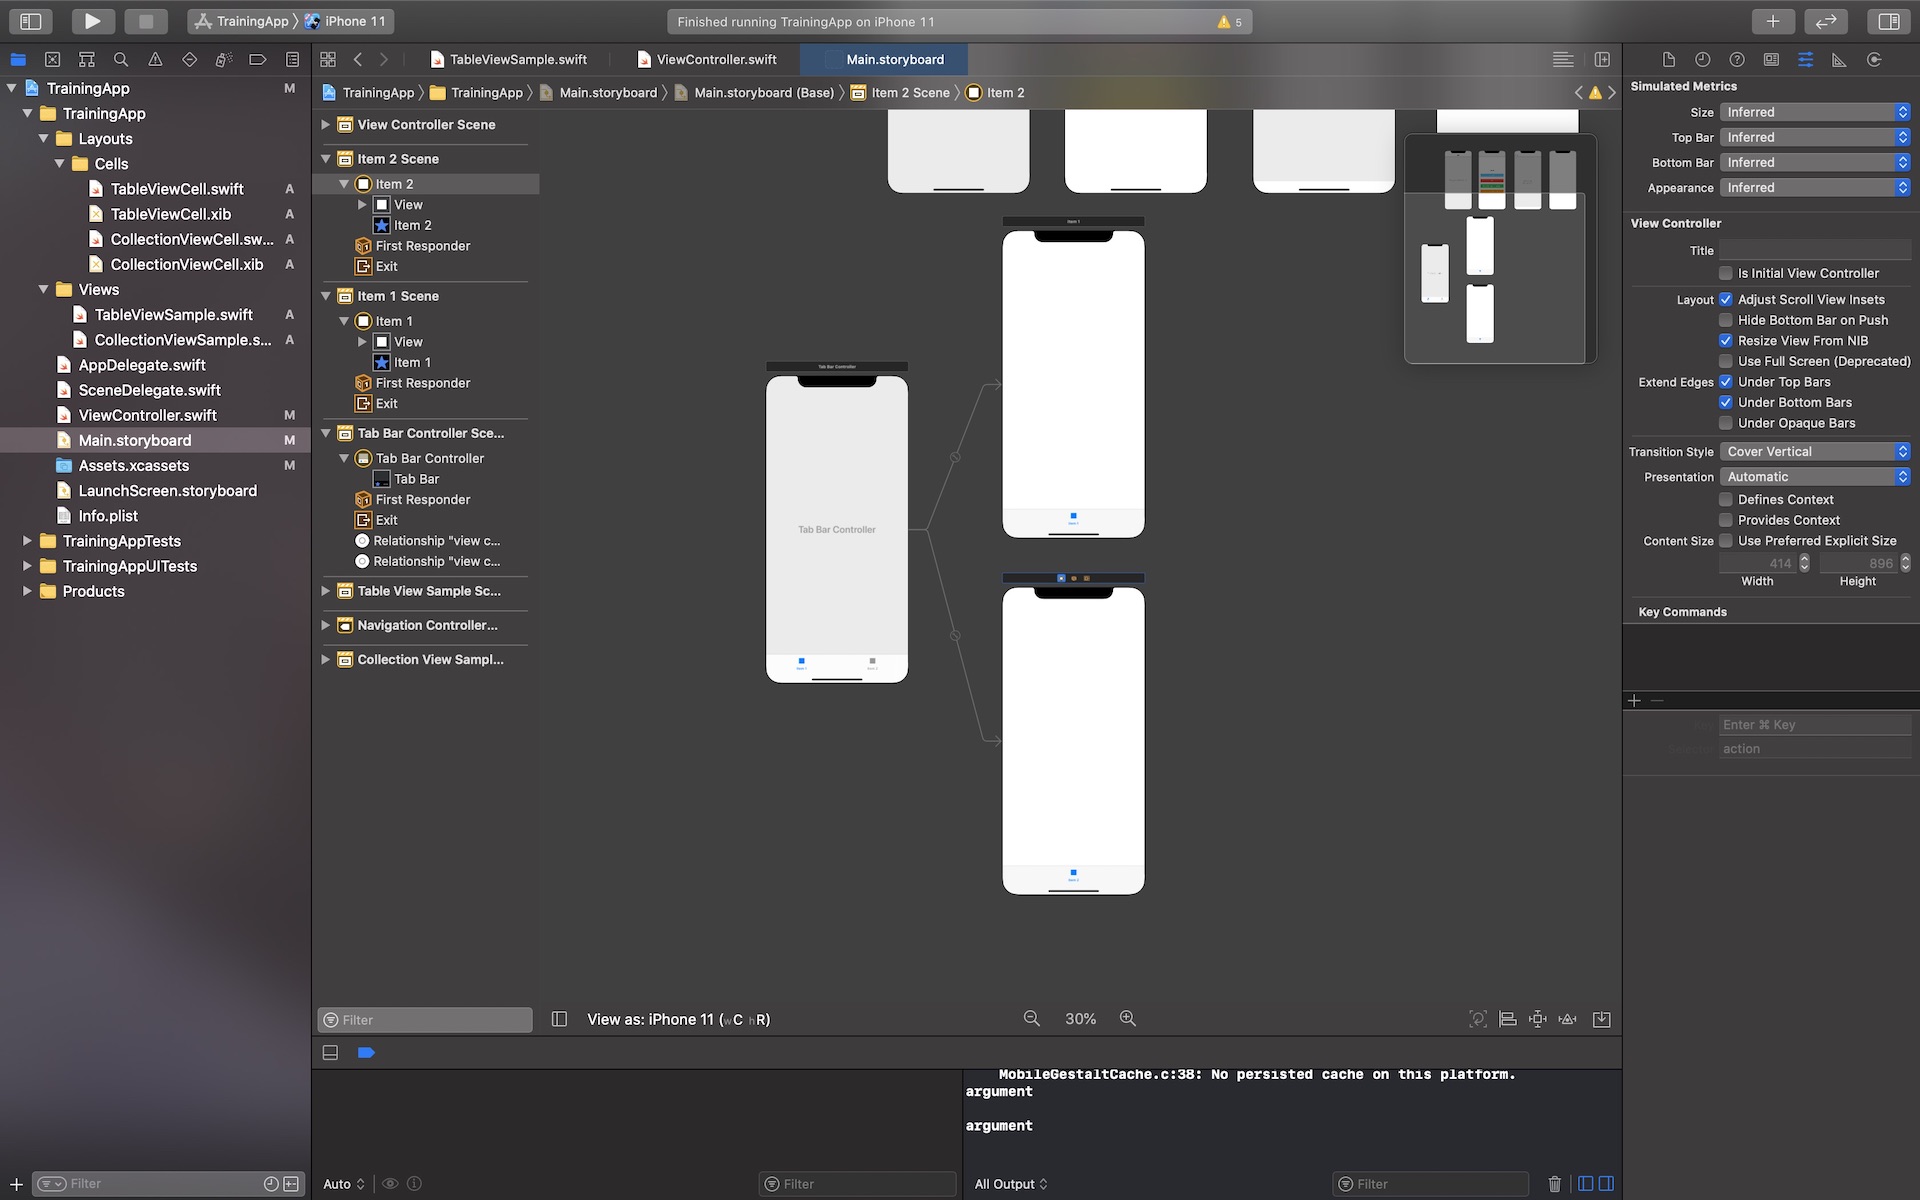 TrainingApp
iPhone 11
Finished running TrainingApp on iPhone 11
5
TableViewSample.swift
ViewController.swift
Main.storyboard
TrainingApp
TrainingApp
Main.storyboard
Main.storyboard (Base)
Item 2 Scene
Item 2
TrainingApp
M
TrainingApp
Layouts
Cells
TableViewCell.swift
A
TableViewCell.xib
A
CollectionViewCell.sw...
A
CollectionViewCell.xib
A
Views
TableViewSample.swift
A
CollectionViewSample.s...
A
AppDelegate.swift
SceneDelegate.swift
ViewController.swift
M
Main.storyboard
M
Assets.xcassets
M
LaunchScreen.storyboard
Info.plist
TrainingAppTests
TrainingAppUITests
Products
Filter
View Controller Scene
Item 2 Scene
Item 2
View
Item 2
First Responder
Exit
Item 1 Scene
Item 1
View
Item 1
First Responder
Exit
Tab Bar Controller Sce...
Tab Bar Controller
Tab Bar
First Responder
Exit
Relationship "view c...
Relationship "view c...
Table View Sample Sc...
Navigation Controller...
Collection View Sampl...
Filter
Tab Bar Controller
Tab Bar Controller
Item 1
View as: iPhone 11 (wC hR)
30%
MobileGestaltCache.c:38: No persisted cache on this platform.
argument
argument
Auto
Filter
All Output
Filter
Simulated Metrics
Size
Inferred
Top Bar
Inferred
Bottom Bar
Inferred
Appearance
Inferred
View Controller
Title
Is Initial View Controller
Layout
Adjust Scroll View Insets
Hide Bottom Bar on Push
Resize View From NIB
Use Full Screen (Deprecated)
Extend Edges
Under Top Bars
Under Bottom Bars
Under Opaque Bars
Transition Style
Cover Vertical
Presentation
Automatic
Defines Context
Provides Context
Content Size
Use Preferred Explicit Size
414
896
Width
Height
Key Commands
Enter ⌘ Key
action